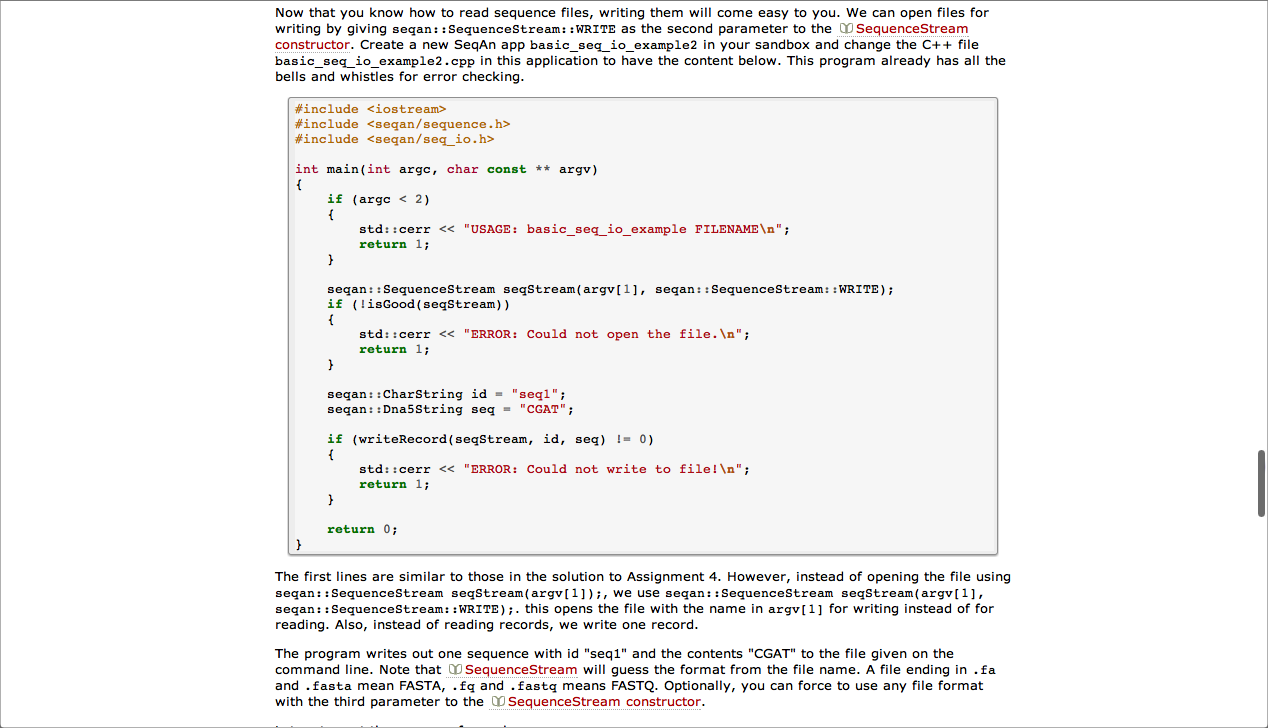 Now that you know how to read sequence files, writing them will come easy to you. We can open files for
writing by giving seqan::SequenceStream::WRITE as the second parameter to the SequenceStream
constructor. Create a new SeqAn app basic_seq_io_example2 in your sandbox and change the C++ file
basic_seq_io_example2.cpp in this application to have the content below. This program already has all the
bells and whistles for error checking.
#include <iostream>
#include <seqan/sequence.h>
#include <seqan/seq_io.h>
int main(int argc, char const ** argv)
{
    if (argc < 2)
    {
        std::cerr << "USAGE: basic_seq_io_example FILENAME\n";
        return 1;
    }
    seqan::SequenceStream seqStream(argv[1], seqan::SequenceStream::WRITE);
    if (!isGood(seqStream))
    {
        std::cerr << "ERROR: Could not open the file.\n";
        return 1;
    }
    seqan::CharString id = "seq1";
    seqan::Dna5String seq = "CGAT";
    if (writeRecord(seqStream, id, seq) != 0)
    {
        std::cerr << "ERROR: Could not write to file!\n";
        return 1;
    }
    return 0;
}
The first lines are similar to those in the solution to Assignment 4. However, instead of opening the file using
seqan::SequenceStream seqStream(argv[1]);, we use seqan::SequenceStream seqStream(argv[1],
seqan::SequenceStream::WRITE);. this opens the file with the name in argv[1] for writing instead of for
reading. Also, instead of reading records, we write one record.
The program writes out one sequence with id "seq1" and the contents "CGAT" to the file given on the
command line. Note that SequenceStream will guess the format from the file name. A file ending in .fa
and .fasta mean FASTA, .fq and .fastq means FASTQ. Optionally, you can force to use any file format
with the third parameter to the SequenceStream constructor.